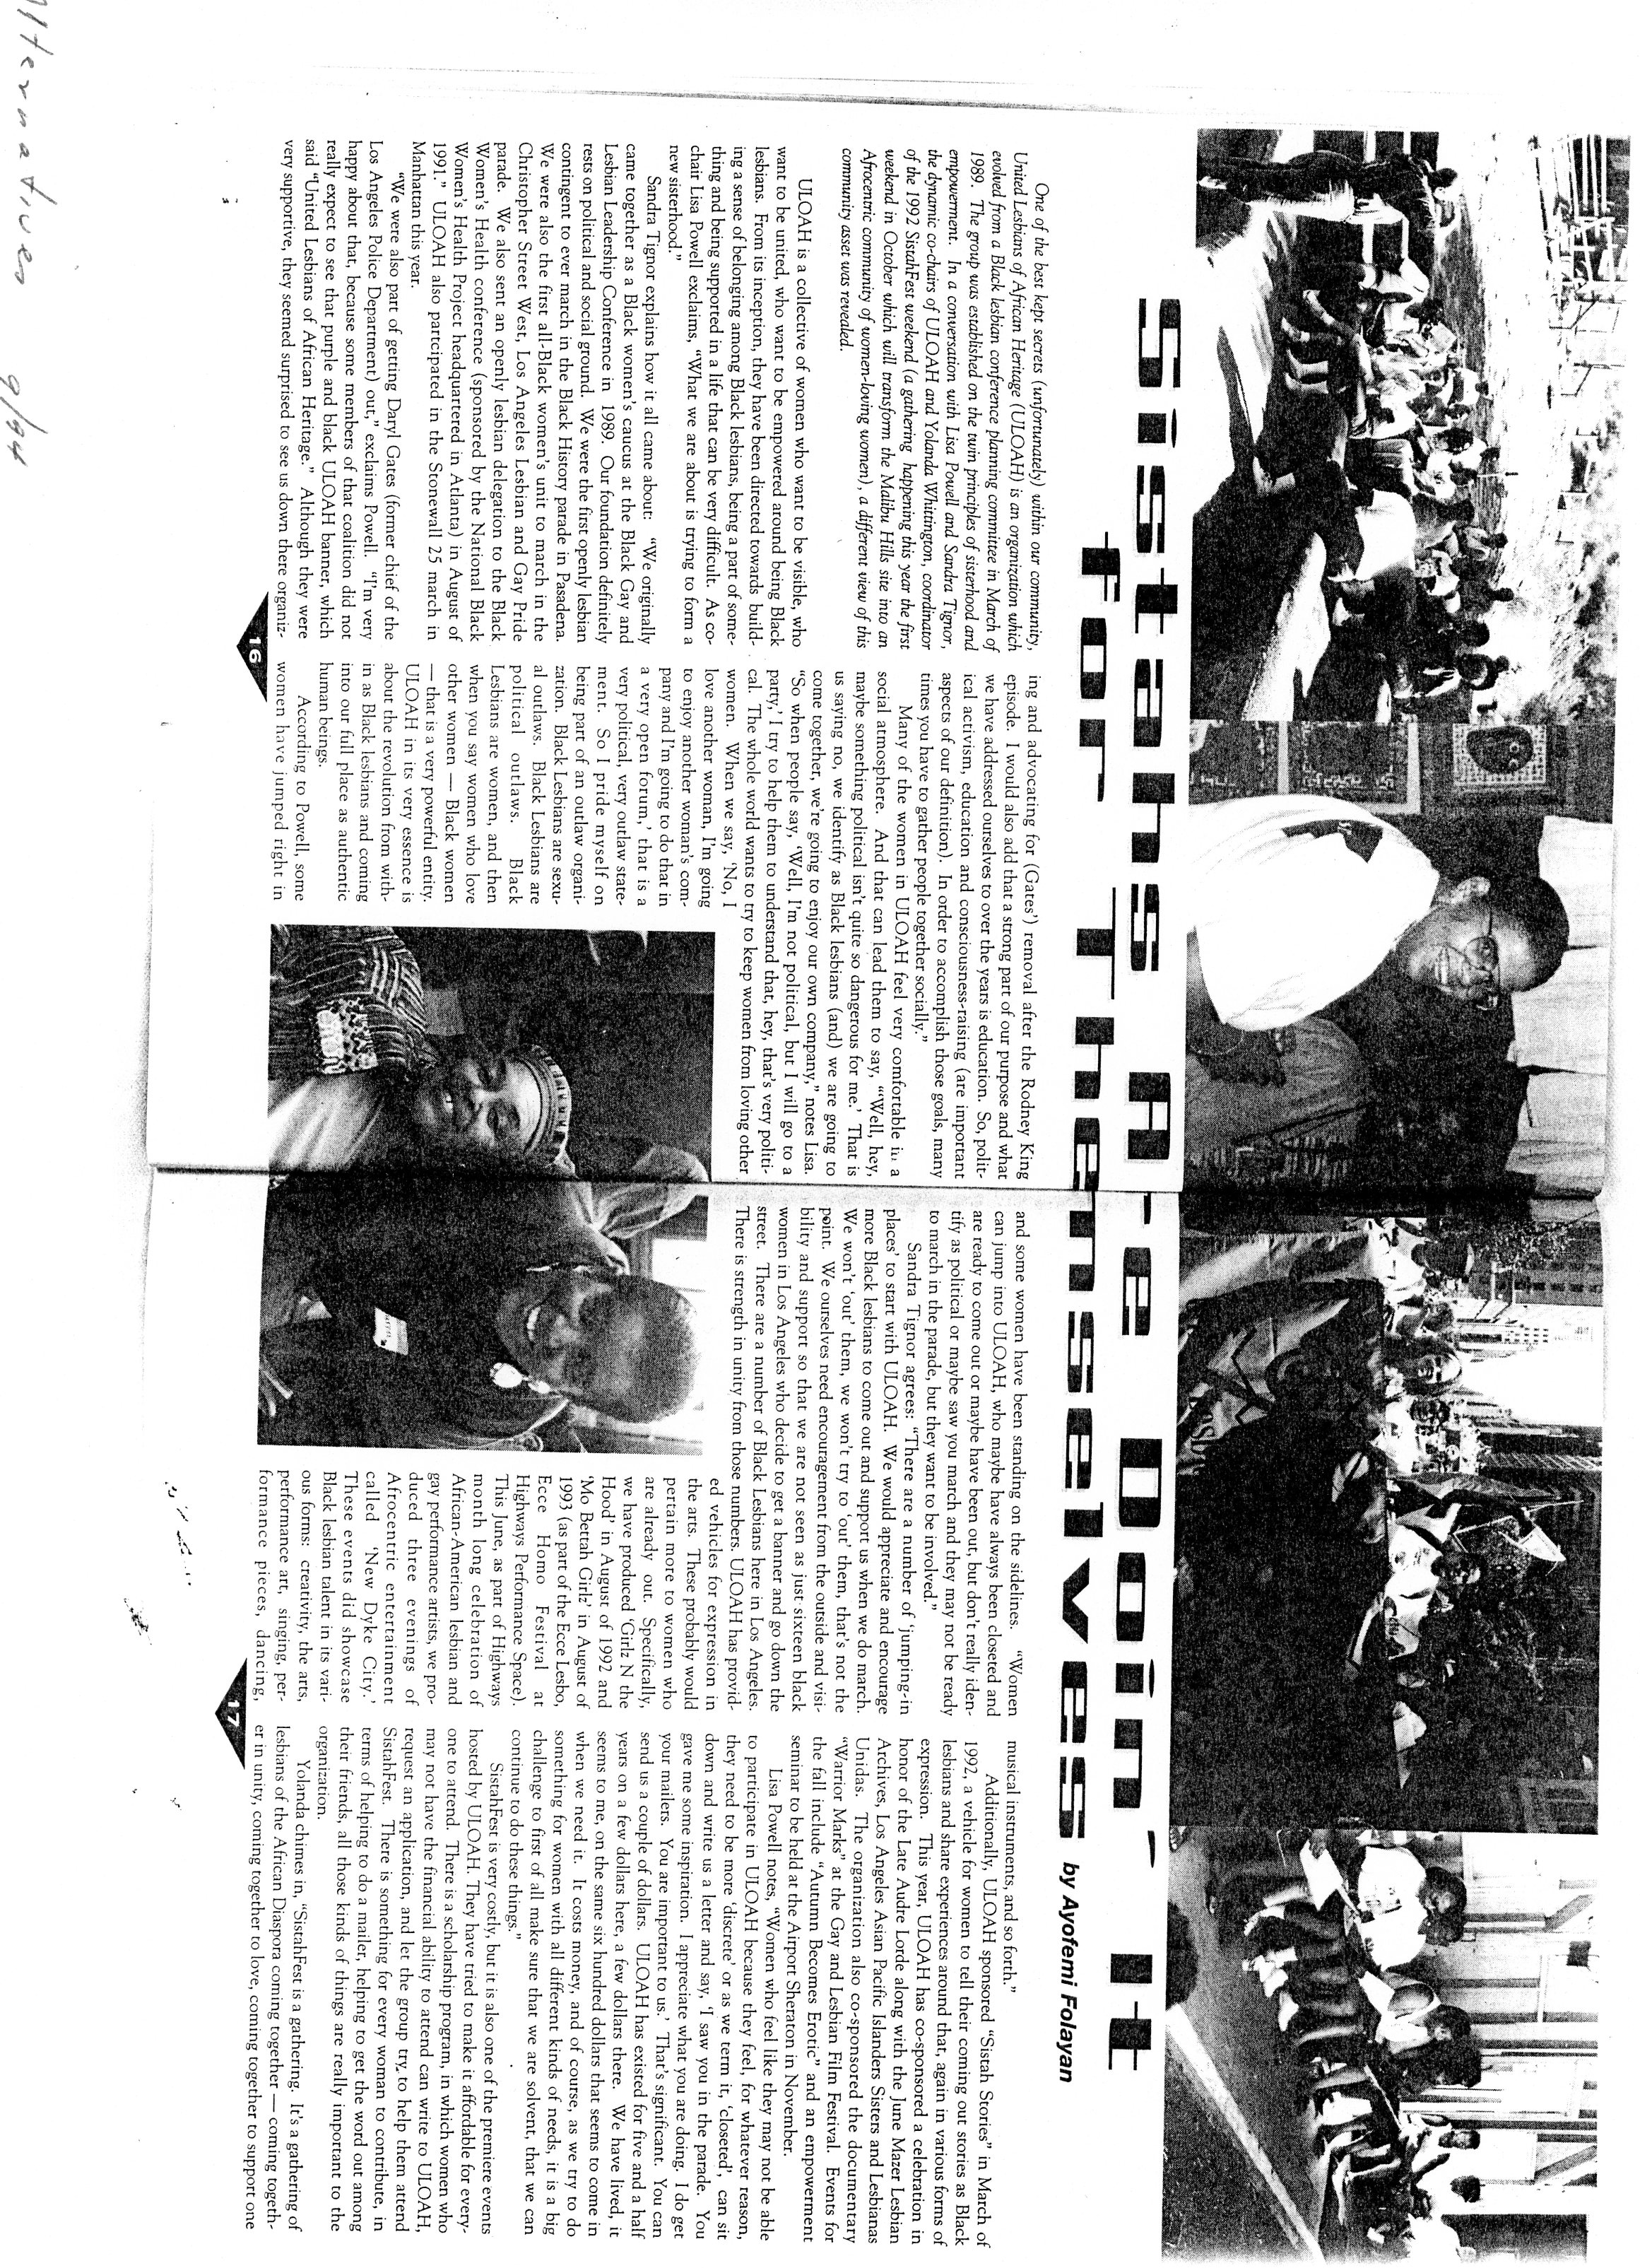 Sistahs Are Doin' It
for Themselves
by Ayofemi Folayan
One of the best kept secrets (unfortunately) within our community,
United Lesbians of African Heritage (ULOAH) is an organization which
evolved from a Black lesbian conference planning committee in March of
1989. The group was established on the twin principles of sisterhood and
empowerment. In a conversation with Lisa Powell and Sandra Tignor,
the dynamic co-chairs of ULOAH and Yolanda Whittington, coordinator
of the 1992 SistahFest weekend (a gathering happening this year the first
weekend in October which will transform the Malibu Hills site into an
Afrocentric community of women-loving women), a different view of this
community asset was revealed.
ULOAH is a collective of women who want to be visible, who
want to be united, who want to be empowered around being Black
lesbians. From its inception, they have been directed towards build-
ing a sense of belonging among Black lesbians, being a part of some-
thing and being supported in a life that can be very difficult. As co-
chair Lisa Powell exclaims, “What we are about is trying to form a
new sisterhood.”
Sandra Tignor explains how it all came about: “We originally
came together as a Black women's caucus at the Black Gay and
Lesbian Leadership Conference in 1989. Our foundation definitely
rests on political and social ground. We were the first openly lesbian
contingent to ever march in the Black History parade in Pasadena.
We were also the first all-Black women's unit to march in the
Christopher Street West, Los Angeles Lesbian and Gay Pride
parade. We also sent an openly lesbian delegation to the Black
Women's Health conference (sponsored by the National Black
Women's Health Project headquartered in Atlanta) in August of
1991.” ULOAH also partcipated in the Stonewall 25 march in
Manhattan this year.
“We were also part of getting Daryl Gates (former chief of the
Los Angeles Police Department) out,” exclaims Powell. “I'm very
happy about that, because some members of that coalition did not
really expect to see that purple and black ULOAH banner, which
said “United Lesbians of African Heritage.” Although they were
very supportive, they seemed surprised to see us down there organiz-
ing and advocating for (Gates') removal after the Rodney King
episode. I would also add that a strong part of our purpose and what
we have addressed ourselves to over the years is education. So, polit-
ical activism, education and consciousness-raising (are important
aspects of our definition). In order to accomplish those goals, many
times you have to gather people together socially.”
Many of the women in ULOAH feel very comfortable in a
social atmosphere. And that can lead them to say, “‘Well, hey,
maybe something political isn't quite so dangerous for me.’ That is
us saying no, we identify as Black lesbians (and) we are going to
come together, we're going to enjoy our own company,” notes Lisa.
“So when people say, ‘Well, I'm not political, but I will go to a
party,’ I try to help them to understand that, hey, that's very politi-
cal. The whole world wants to try to keep women from loving other
women. When we say, ‘No, I
love another woman, I'm going
to enjoy another woman's com-
pany and I'm going to do that in
a very open forum,’ that is a
very political, very outlaw state-
ment. So I pride myself on
being part of an outlaw organi-
zation. Black Lesbians are sexu-
al outlaws. Black Lesbians are
political outlaws. Black
Lesbians are women, and then
when you say women who love
other women — Black women
— that is a very powerful entity.
ULOAH in its very essence is
about the revolution from with-
in as Black lesbians and coming
into our full place as authentic
human beings.
According to Powell, some
women have jumped right in
16
and some women have been standing on the sidelines. “Women
can jump into ULOAH, who maybe have always been closeted and
are ready to come out or maybe have been out, but don't really iden-
tify as political or maybe saw you march and they may not be ready
to march in the parade, but they want to be involved.”
Sandra Tignor agrees: “There are a number of ‘jumping-in
places’ to start with ULOAH. We would appreciate and encourage
more Black lesbians to come out and support us when we do march.
We won't ‘out’ them, we won't try to ‘out’ them, that's not the
point. We ourselves need encouragement from the outside and visi-
bility and support so that we are not seen as just sixteen black
women in Los Angeles who decide to get a banner and go down the
street. There are a number of Black Lesbians here in Los Angeles.
There is strength in unity from those numbers. ULOAH has provid-
ed vehicles for expression in
the arts. These probably would
pertain more to women who
are already out. Specifically,
we have produced ‘Girlz N the
Hood’ in August of 1992 and
‘Mo Bettah Girlz’ in August of
1993 (as part of the Ecce Lesbo,
Ecce Homo Festival at
Highways Performance Space).
This June, as part of Highways
month long celebration of
African-American lesbian and
gay performance artists, we pro-
duced three evenings of
Afrocentric entertainment
called ‘New Dyke City.’
These events did showcase
Black lesbian talent in its vari-
ous forms: creativity, the arts,
performance art, singing, per-
formance pieces, dancing,
musical instruments, and so forth.”
Additionally, ULOAH sponsored “Sistah Stories” in March of
1992, a vehicle for women to tell their coming out stories as Black
lesbians and share experiences around that, again in various forms of
expression. This year, ULOAH has co-sponsored a celebration in
honor of the Late Audre Lorde along with the June Mazer Lesbian
Archives, Los Angeles Asian Pacific Islanders Sisters and Lesbianas
Unidas. The organization also co-sponsored the documentary
“Warrior Marks” at the Gay and Lesbian Film Festival. Events for
the fall include “Autumn Becomes Erotic” and an empowerment
seminar to be held at the Airport Sheraton in November.
Lisa Powell notes, “Women who feel like they may not be able
to participate in ULOAH because they feel, for whatever reason,
they need to be more ‘discrete’ or as we term it, ‘closeted’, can sit
down and write us a letter and say, ‘I saw you in the parade. You
gave me some inspiration. I appreciate what you are doing. I do get
your mailers. You are important to us.’ That's significant. You can
send us a couple of dollars. ULOAH has existed for five and a half
years on a few dollars here, a few dollars there. We have lived, it
seems to me, on the same six hundred dollars that seems to come in
when we need it. It costs money, and of course, as we try to do
something for women with all different kinds of needs, it is a big
challenge to first of all make sure that we are solvent, that we can
continue to do these things.”
SistahFest is very costly, but it is also one of the premiere events
hosted by ULOAH. They have tried to make it affordable for every-
one to attend. There is a scholarship program, in which women who
may not have the financial ability to attend can write to ULOAH,
request an application, and let the group try to help them attend
SistahFest. There is something for every woman to contribute, in
terms of helping to do a mailer, helping to get the word out among
their friends, all those kinds of things are really important to the
organization.
Yolanda chimes in, “SistahFest is a gathering. It's a gathering of
lesbians of the African Diaspora coming together — coming togeth-
er in unity, coming together to love, coming together to support one
17
Alternatives 9/94